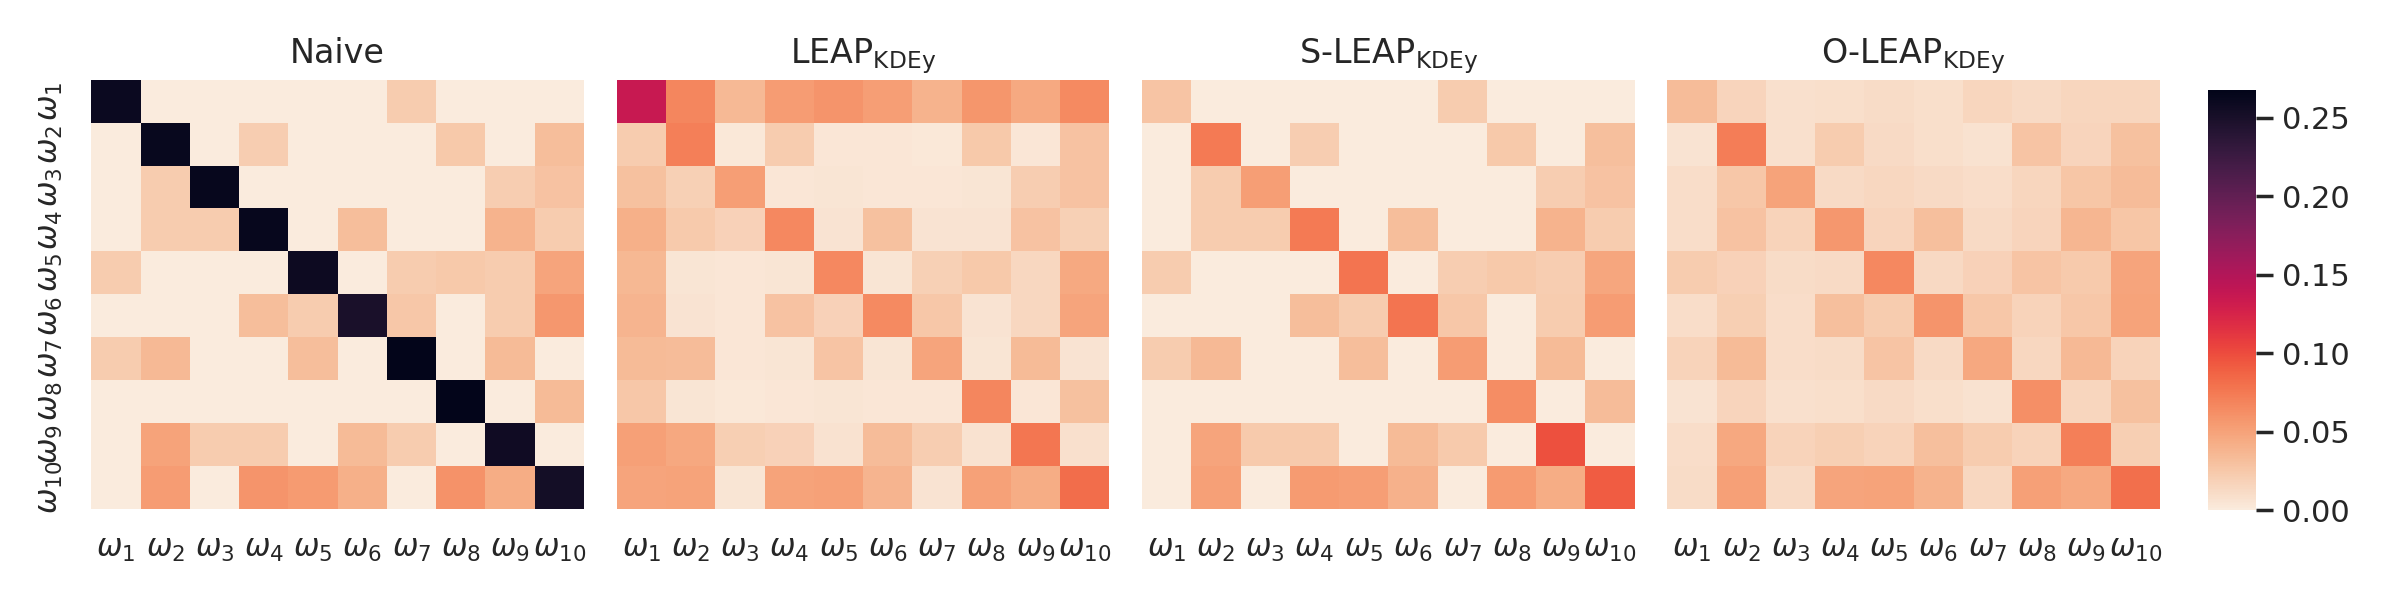 Naive
LEAP_KDEy
S-LEAP_KDEy
O-LEAP_KDEy
ω₁
ω₂
ω₃
ω₄
ω₅
ω₆
ω₇
ω₈
ω₉
ω₁₀
0.25
0.20
0.15
0.10
0.05
0.00
ω₁ ω₂ ω₃ ω₄ ω₅ ω₆ ω₇ ω₈ ω₉ ω₁₀
ω₁ ω₂ ω₃ ω₄ ω₅ ω₆ ω₇ ω₈ ω₉ ω₁₀
ω₁ ω₂ ω₃ ω₄ ω₅ ω₆ ω₇ ω₈ ω₉ ω₁₀
ω₁ ω₂ ω₃ ω₄ ω₅ ω₆ ω₇ ω₈ ω₉ ω₁₀